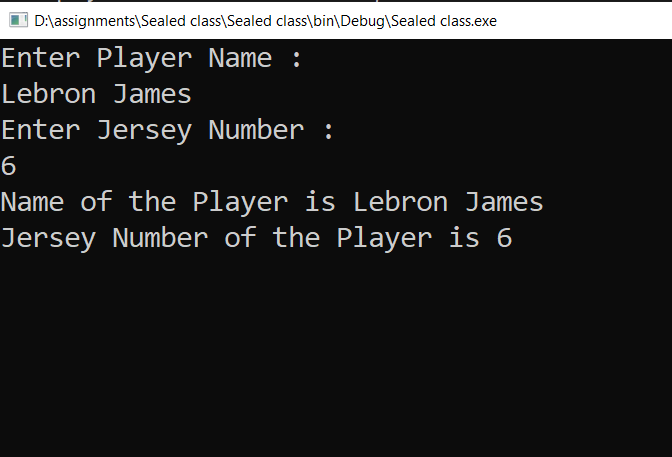 D:\assignments\Sealed class\Sealed class\bin\Debug\Sealed class.exe
Enter Player Name :
Lebron James
Enter Jersey Number :
6
Name of the Player is Lebron James
Jersey Number of the Player is 6